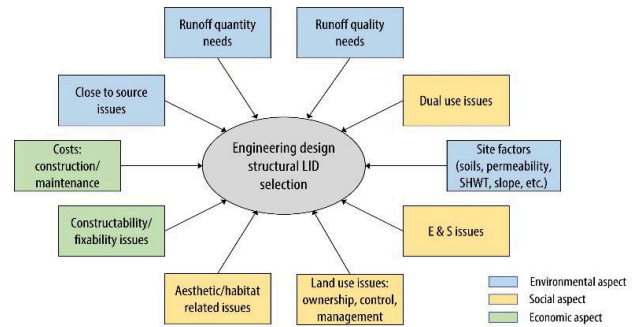 Runoff quantity
needs
Runoff quality
needs
Close to source
issues
Dual use issues
Engineering design
structural LID
selection
Costs:
construction/
maintenance
Site factors
(soils, permeability,
SHWT, slope, etc.)
Constructability/
fixability issues
E & S issues
Aesthetic/habitat
related issues
Land use issues:
ownership, control,
management
Environmental aspect
Social aspect
Economic aspect